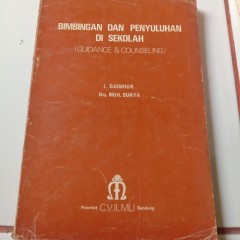 BIMBINGAN DAN PENYULUHAN
DI SEKOLAH
(GUIDANCE & COUNSELING)
I. DJUMHUR
Drs. MOH. SURYA
Penerbit C.V. ILMU Bandung